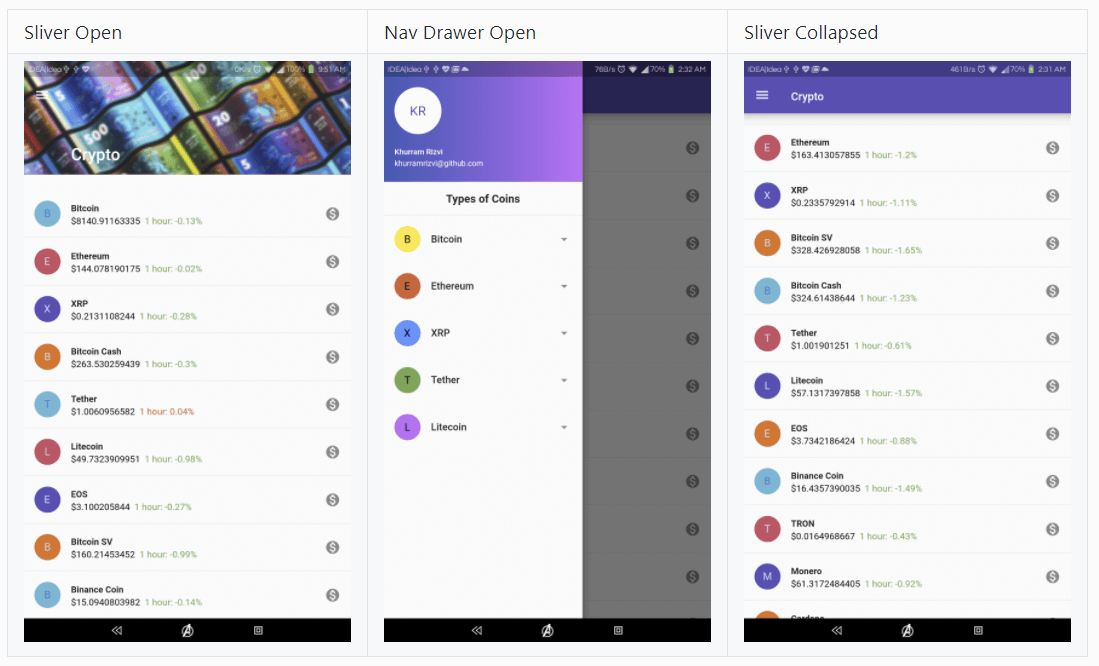 Sliver Open
Nav Drawer Open
Sliver Collapsed
IDEA|Idea
0K/s 100% 9:51 AM
5
100
500
5
Crypto
B
Bitcoin
$8140.91163335 1 hour: -0.13%
E
Ethereum
$144.078190175 1 hour: -0.02%
X
XRP
$0.2131108244 1 hour: -0.28%
B
Bitcoin Cash
$263.530259439 1 hour: -0.3%
T
Tether
$1.0060956582 1 hour: 0.04%
L
Litecoin
$49.7323909951 1 hour: -0.98%
E
EOS
$3.100205844 1 hour: -0.27%
B
Bitcoin SV
$160.21453452 1 hour: -0.99%
B
Binance Coin
$15.0940803982 1 hour: -0.14%
IDEA|Idea
76B/s 70% 2:32 AM
KR
Khurram Rizvi
khurramrizvi@github.com
Types of Coins
B Bitcoin
E Ethereum
X XRP
T Tether
L Litecoin
IDEA|Idea
461B/s 70% 2:31 AM
Crypto
E
Ethereum
$163.413057855 1 hour: -1.2%
X
XRP
$0.2335792914 1 hour: -1.11%
B
Bitcoin SV
$328.426928058 1 hour: -1.65%
B
Bitcoin Cash
$324.61438644 1 hour: -1.23%
T
Tether
$1.001901251 1 hour: -0.61%
L
Litecoin
$57.1317397858 1 hour: -1.57%
E
EOS
$3.7342186424 1 hour: -0.88%
B
Binance Coin
$16.4357390035 1 hour: -1.49%
T
TRON
$0.0164968667 1 hour: -0.43%
M
Monero
$61.3172484405 1 hour: -0.92%
Cardano